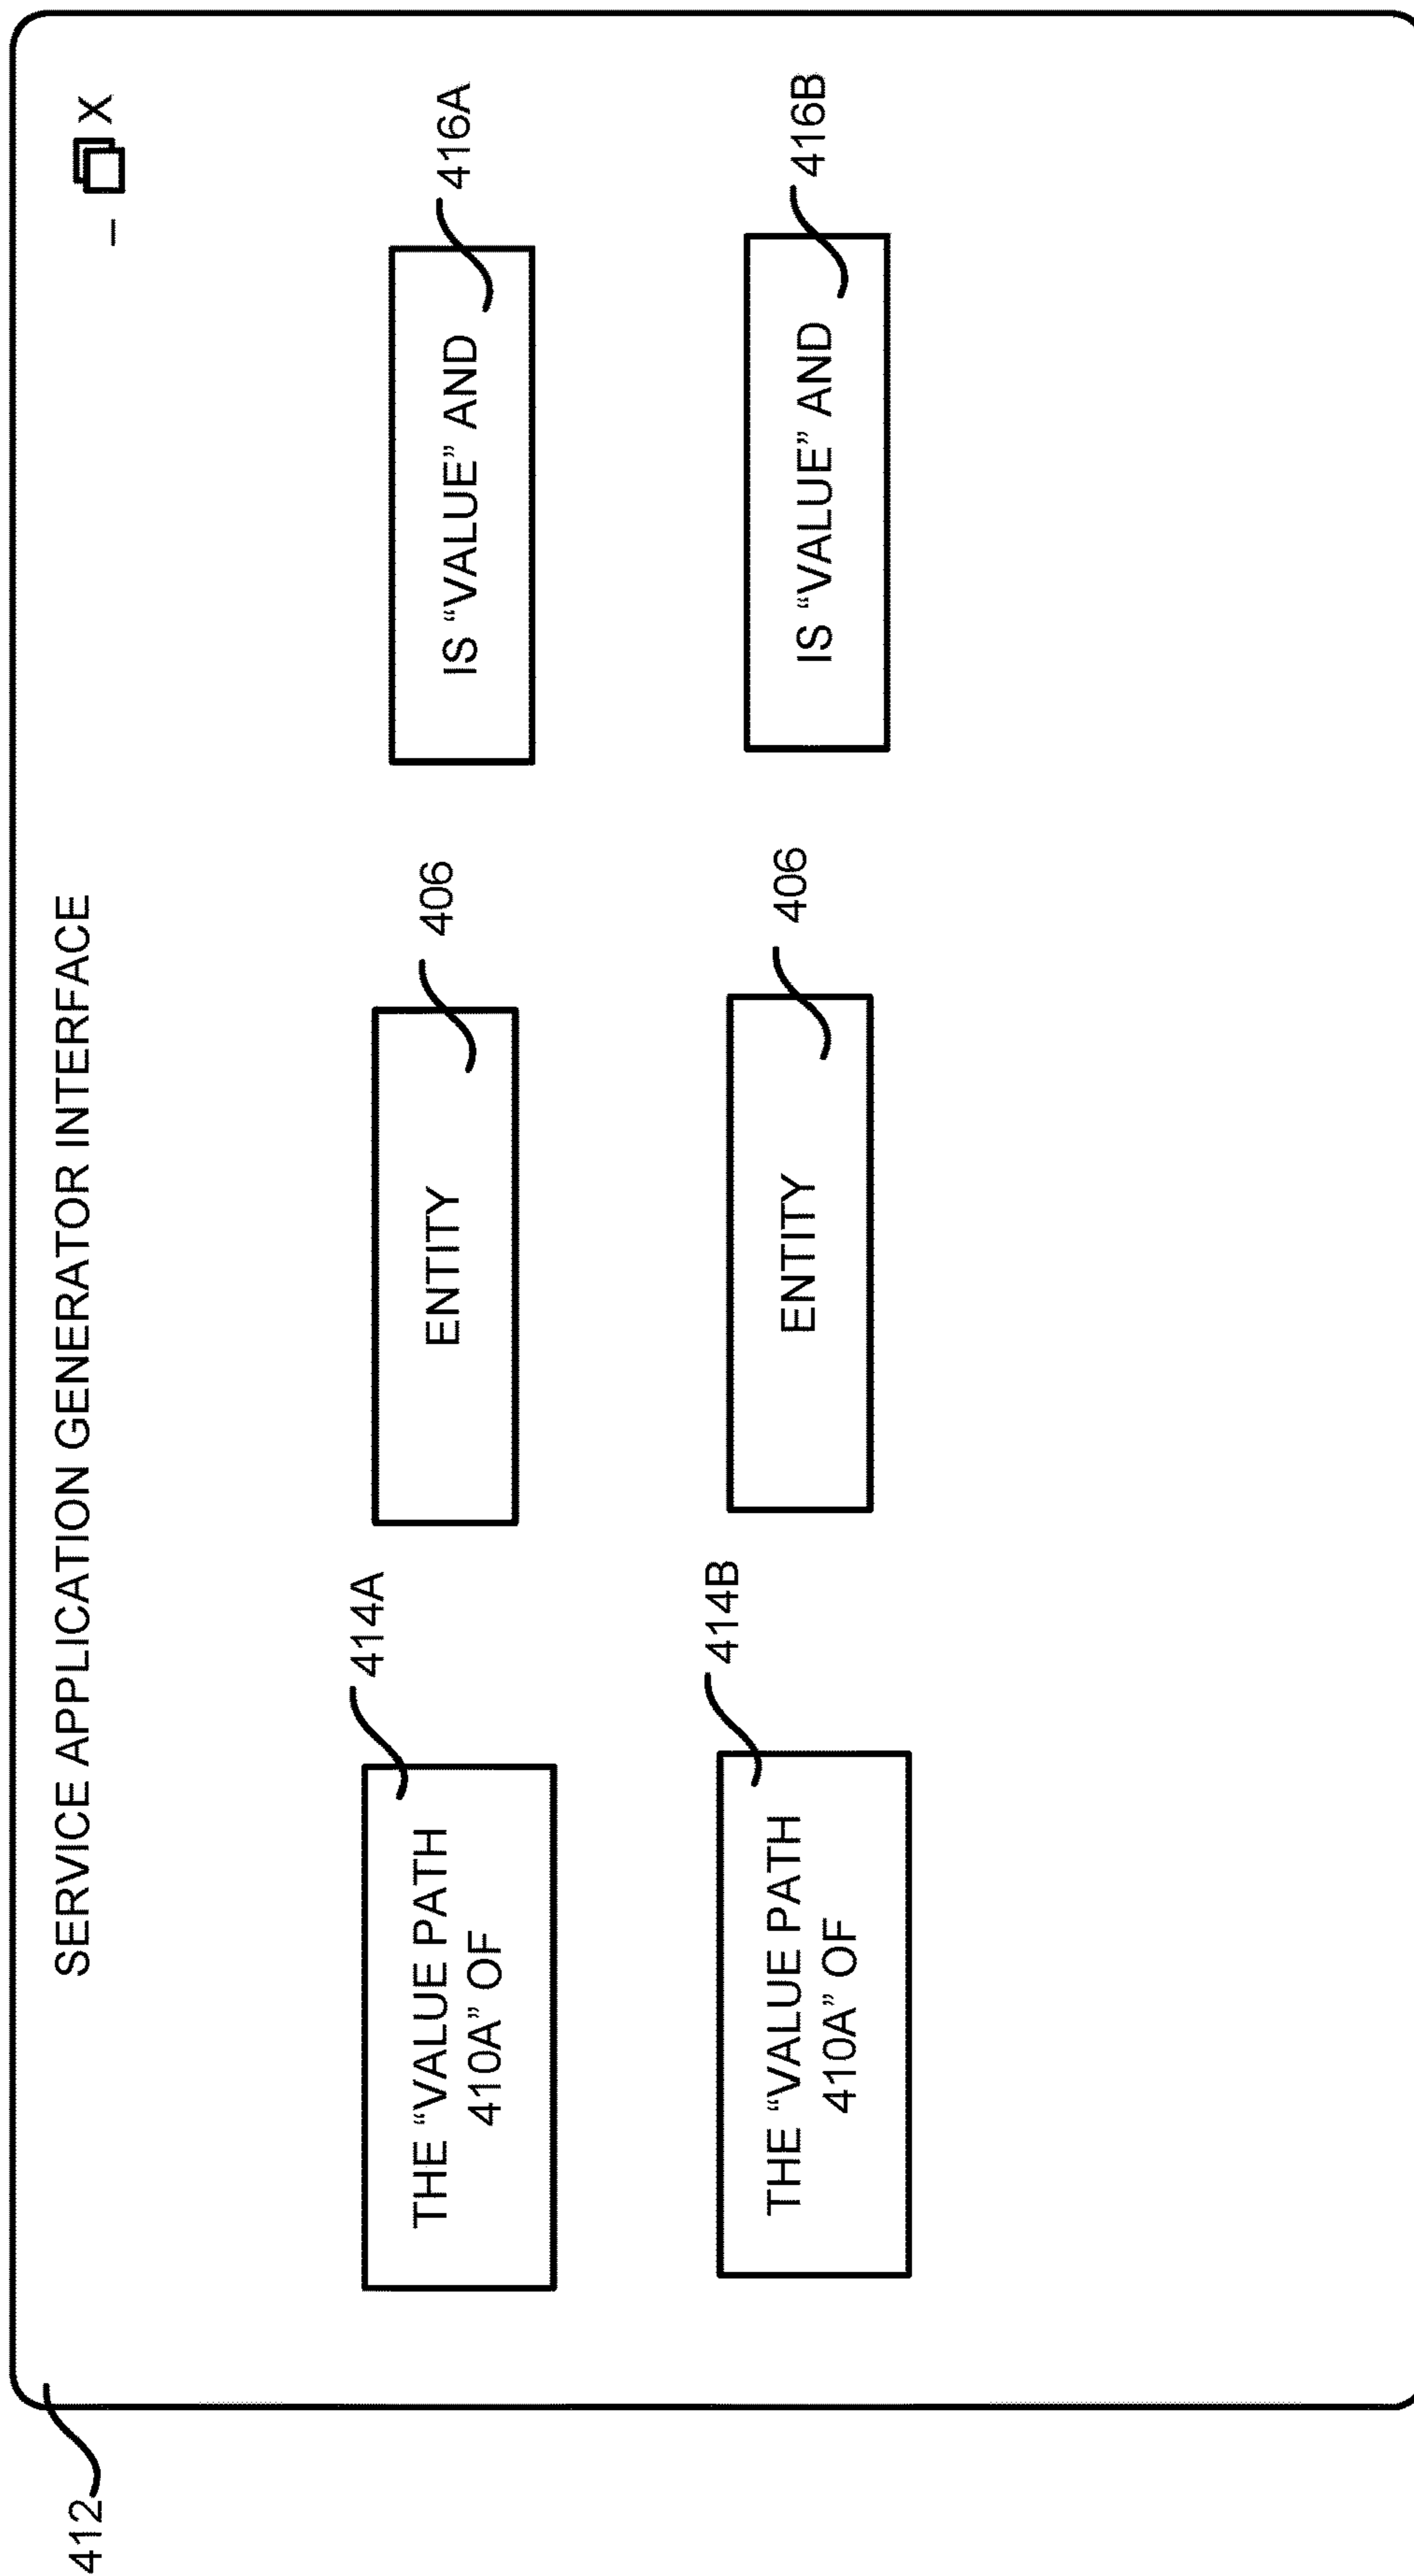 SERVICE APPLICATION GENERATOR INTERFACE
– X
414A
THE “VALUE PATH
410A” OF
406
ENTITY
416A
IS “VALUE” AND
414B
THE “VALUE PATH
410A” OF
406
ENTITY
416B
IS “VALUE” AND
412